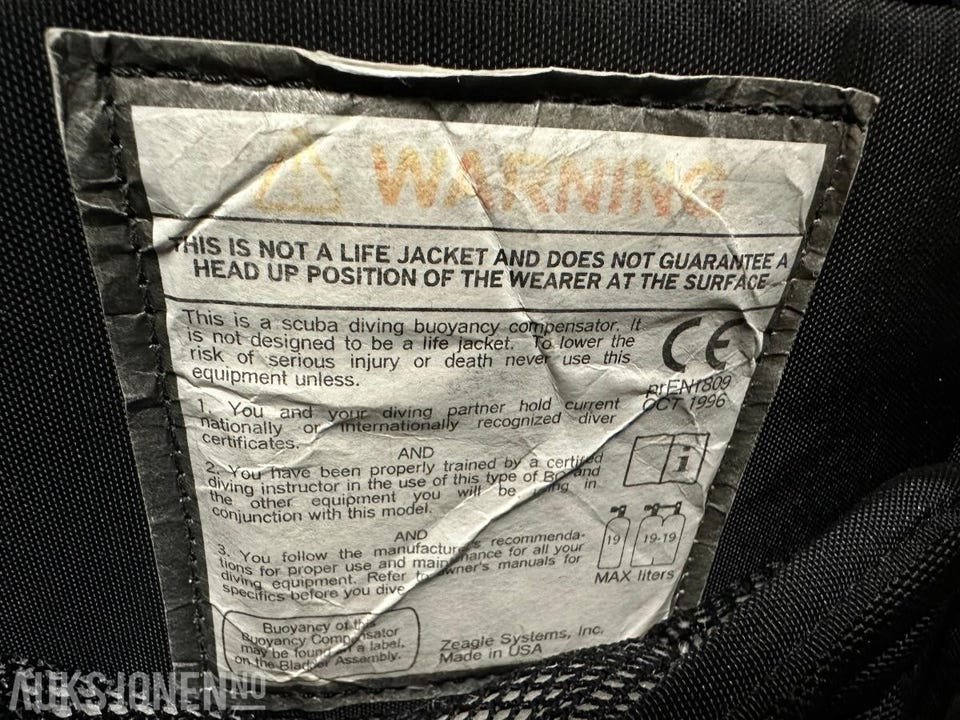 WARNING
THIS IS NOT A LIFE JACKET AND DOES NOT GUARANTEE A
HEAD UP POSITION OF THE WEARER AT THE SURFACE
This is a scuba diving buoyancy compensator. It
is not designed to be a life jacket. To lower the
risk of serious injury or death never use this
equipment unless.
CE
prEN1809
OCT 1996
1. You and your diving partner hold current
nationally or internationally recognized diver
certificates.
AND
2. You have been properly trained by a certified
diving instructor in the use of this type of BC and
the other equipment you will be using in
conjunction with this model.
AND
3. You follow the manufacturers recommenda-
tions for proper use and maintenance for all your
diving equipment. Refer to owner's manuals for
specifics before you dive.
i
19 19-19
MAX liters
Buoyancy of this
Buoyancy Compensator
may be found on a label,
on the Bladder Assembly.
Zeagle Systems, Inc.
Made in USA
AUKSJONEN.NO